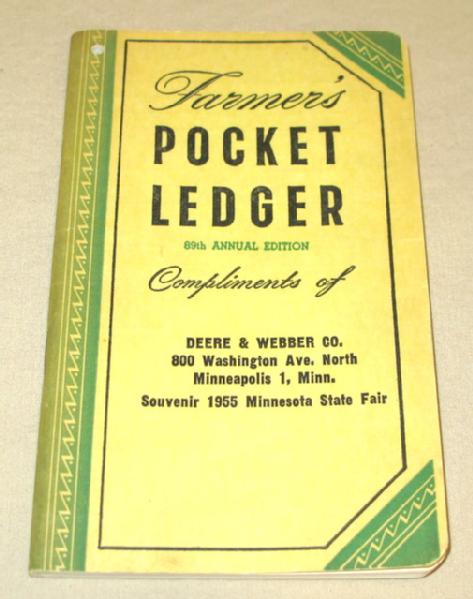 Farmer's
POCKET
LEDGER
89th ANNUAL EDITION
Compliments of
DEERE & WEBBER CO.
800 Washington Ave. North
Minneapolis 1, Minn.
Souvenir 1955 Minnesota State Fair